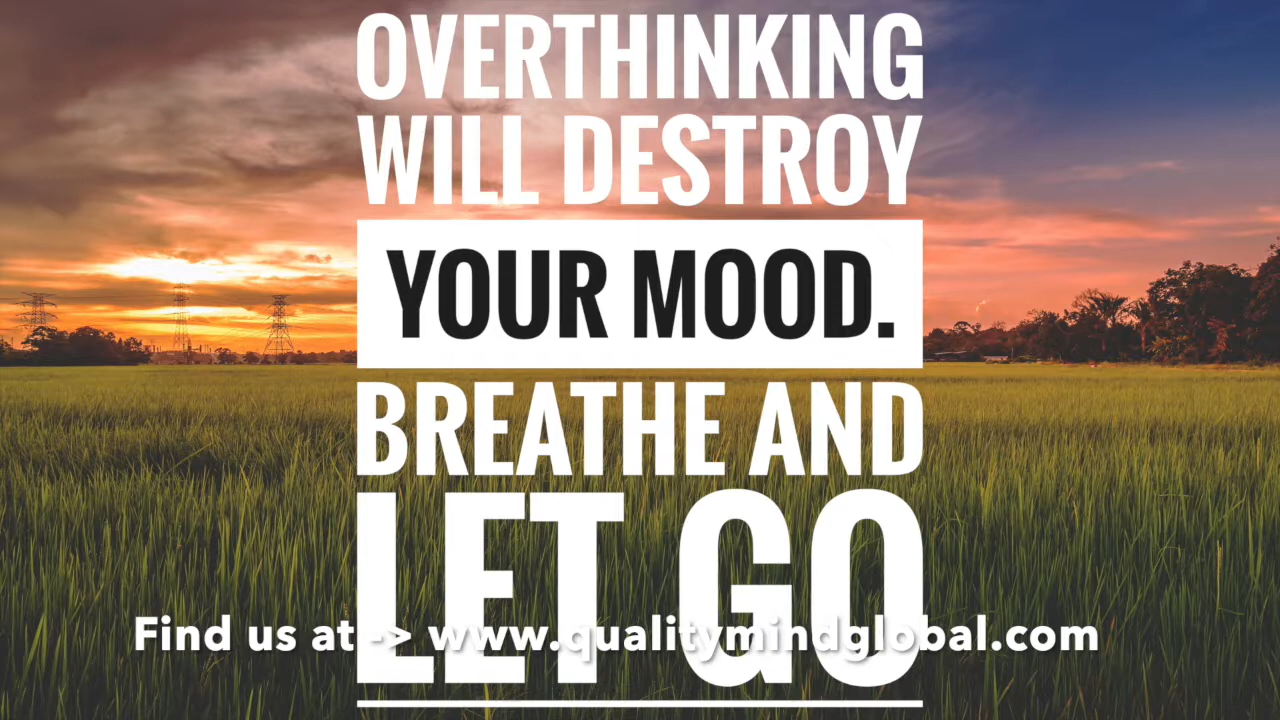 OVERTHINKING
WILL DESTROY
YOUR MOOD.
BREATHE AND
LET GO
Find us at -> www.qualitymindglobal.com